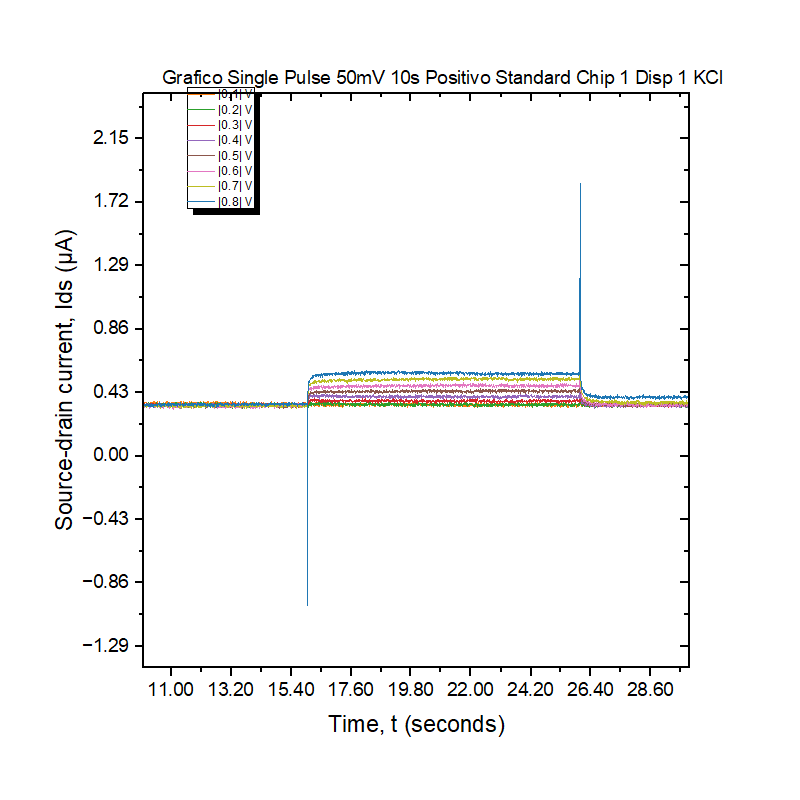 Grafico Single Pulse 50mV 10s Positivo Standard Chip 1 Disp 1 KCl
|0.1| V
|0.2| V
|0.3| V
|0.4| V
|0.5| V
|0.6| V
|0.7| V
|0.8| V
2.15
1.72
1.29
0.86
0.43
0.00
−0.43
−0.86
−1.29
Source-drain current, Ids (µA)
11.00 13.20 15.40 17.60 19.80 22.00 24.20 26.40 28.60
Time, t (seconds)